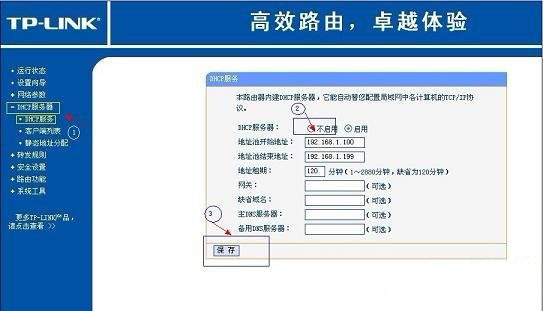 TP-LINK®
高效路由，卓越体验
运行状态
设置向导
网络参数
DHCP服务器
DHCP服务
客户端列表
静态地址分配
转发规则
安全设置
路由功能
系统工具
更多TP-LINK产品，
请点击查看 >>
DHCP服务
本路由器内建DHCP服务器，它能自动替您配置局域网中各计算机的TCP/IP协
议。
DHCP服务器： 不启用 启用
地址池开始地址： 192.168.1.100
地址池结束地址： 192.168.1.199
地址租期： 120 分钟（1～2880分钟，缺省为120分钟）
网关： （可选）
缺省域名： （可选）
主DNS服务器： （可选）
备用DNS服务器： （可选）
保 存
1
2
3